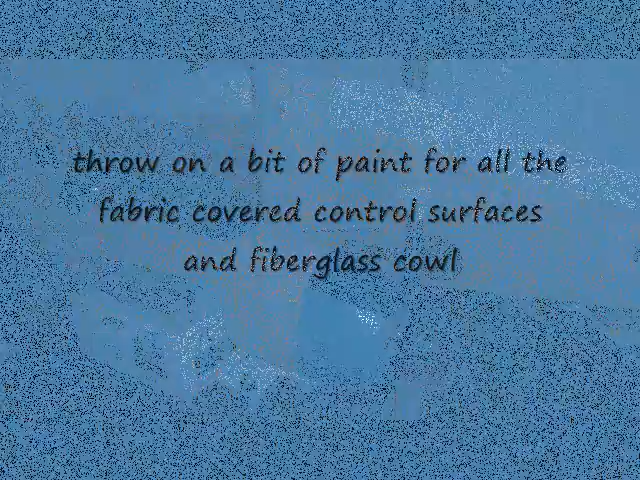 throw on a bit of paint for all the
fabric covered control surfaces
and fiberglass cowl